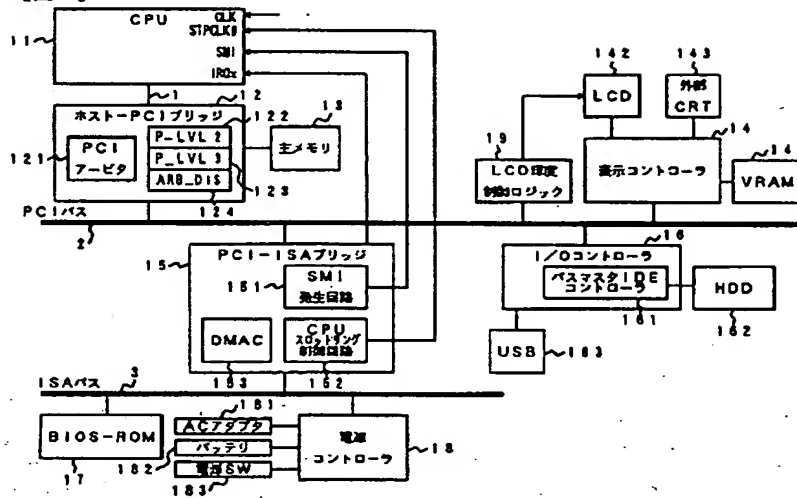 CPU
CLK
STPCLK#
SMI
IRQx
11
1
12
ホスト-PCIブリッジ
122
P-LVL2
P_LVL3
ARB_DIS
121
PCI
アービタ
123
124
13
主メモリ
142
LCD
143
外部
CRT
19
LCD輝度
制御ロジック
14
表示コントローラ
14
VRAM
PCIバス
2
15
PCI-ISAブリッジ
151
SMI
発生回路
DMAC
CPU
スロットリング
制御回路
153
152
16
I/Oコントローラ
バスマスタIDE
コントローラ
161
HDD
162
USB
163
ISAバス
3
BIOS-ROM
17
181
ACアダプタ
バッテリ
182
電源SW
183
電源
コントローラ
18